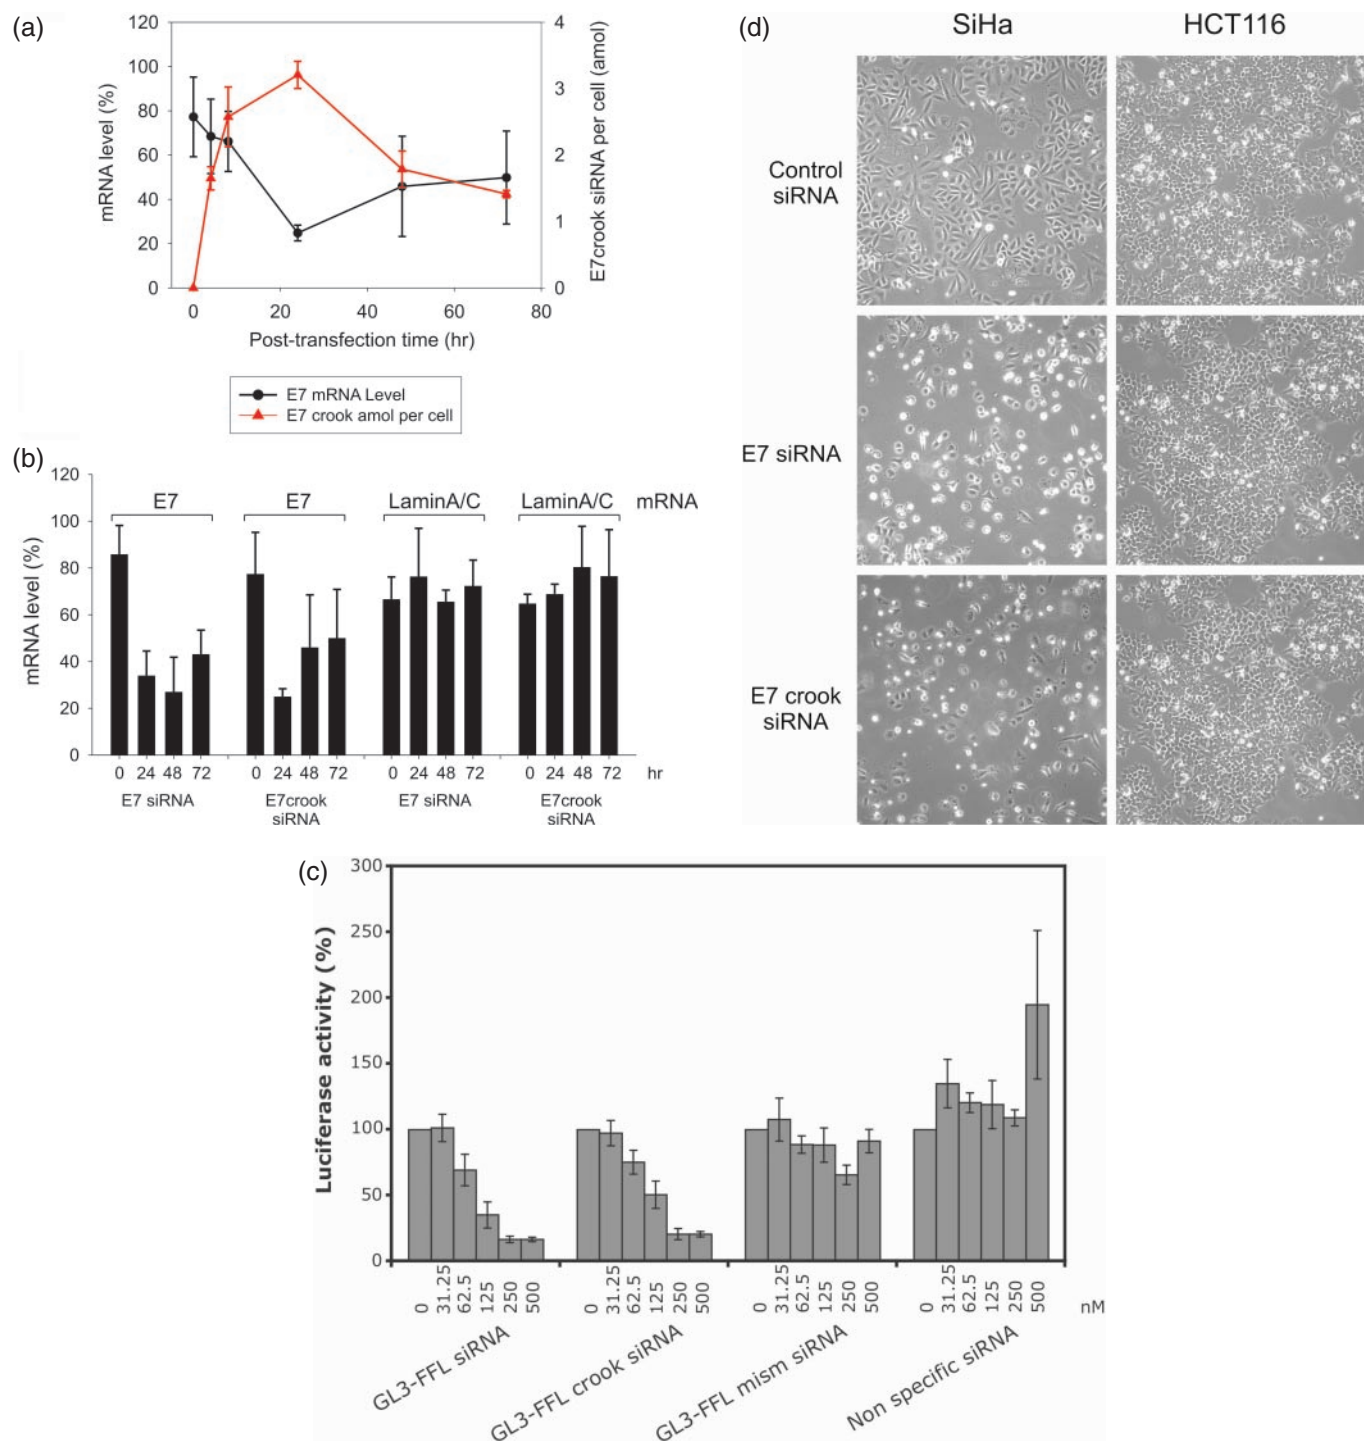 (a)
120
100
80
60
40
20
0
mRNA level (%)
4
3
2
1
0
E7crook siRNA per cell (amol)
0 20 40 60 80
Post-transfection time (hr)
E7 mRNA Level
E7 crook amol per cell
(b)
120
100
80
60
40
20
0
mRNA level (%)
E7 E7 LaminA/C LaminA/C mRNA
0 24 48 72 0 24 48 72 0 24 48 72 0 24 48 72 hr
E7 siRNA E7crook siRNA E7 siRNA E7crook siRNA
(d)
SiHa HCT116
Control
siRNA
E7 siRNA
E7 crook
siRNA
(c)
300
250
200
150
100
50
0
Luciferase activity (%)
0 31.25 62.5 125 250 500 0 31.25 62.5 125 250 500 0 31.25 62.5 125 250 500 0 31.25 62.5 125 250 500 nM
GL3-FFL siRNA
GL3-FFL crook siRNA
GL3-FFL mism siRNA
Non specific siRNA